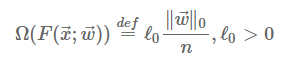 Ω(F(x⃗; w⃗)) ≝ ℓ₀ ‖w⃗‖₀ / n , ℓ₀ > 0